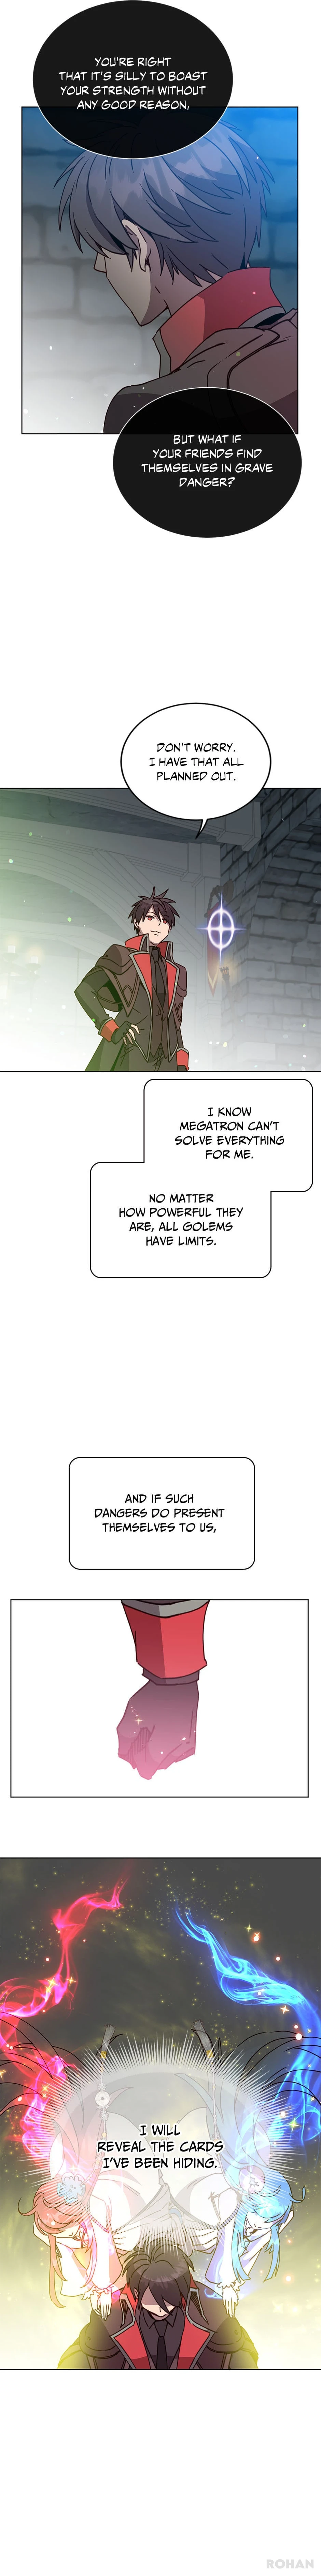 YOU'RE RIGHT
THAT IT'S SILLY TO BOAST
YOUR STRENGTH WITHOUT
ANY GOOD REASON,
BUT WHAT IF
YOUR FRIENDS FIND
THEMSELVES IN GRAVE
DANGER?
DON'T WORRY.
I HAVE THAT ALL
PLANNED OUT.
I KNOW
MEGATRON CAN'T
SOLVE EVERYTHING
FOR ME.
NO MATTER
HOW POWERFUL THEY
ARE, ALL GOLEMS
HAVE LIMITS.
AND IF SUCH
DANGERS DO PRESENT
THEMSELVES TO US,
I WILL
REVEAL THE CARDS
I'VE BEEN HIDING.
ROHAN